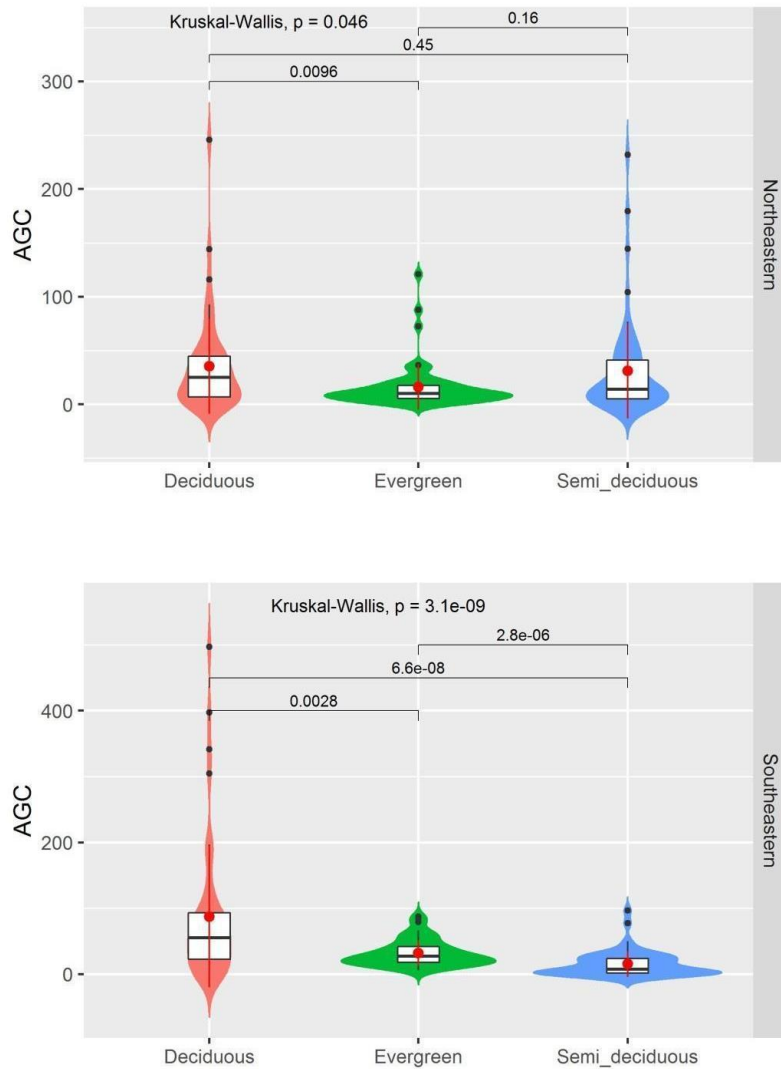 Kruskal-Wallis, p = 0.046
0.16
0.45
0.0096
300
200
100
0
AGC
Northeastern
Deciduous
Evergreen
Semi_deciduous
Kruskal-Wallis, p = 3.1e-09
2.8e-06
6.6e-08
0.0028
400
200
0
AGC
Southeastern
Deciduous
Evergreen
Semi_deciduous